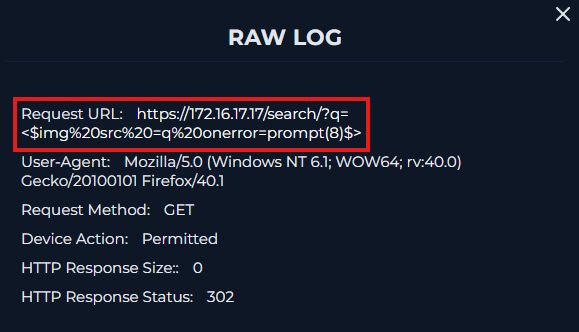 RAW LOG
Request URL: https://172.16.17.17/search/?q=
<$img%20src%20=q%20onerror=prompt(8)$>
User-Agent: Mozilla/5.0 (Windows NT 6.1; WOW64; rv:40.0)
Gecko/20100101 Firefox/40.1
Request Method: GET
Device Action: Permitted
HTTP Response Size:: 0
HTTP Response Status: 302